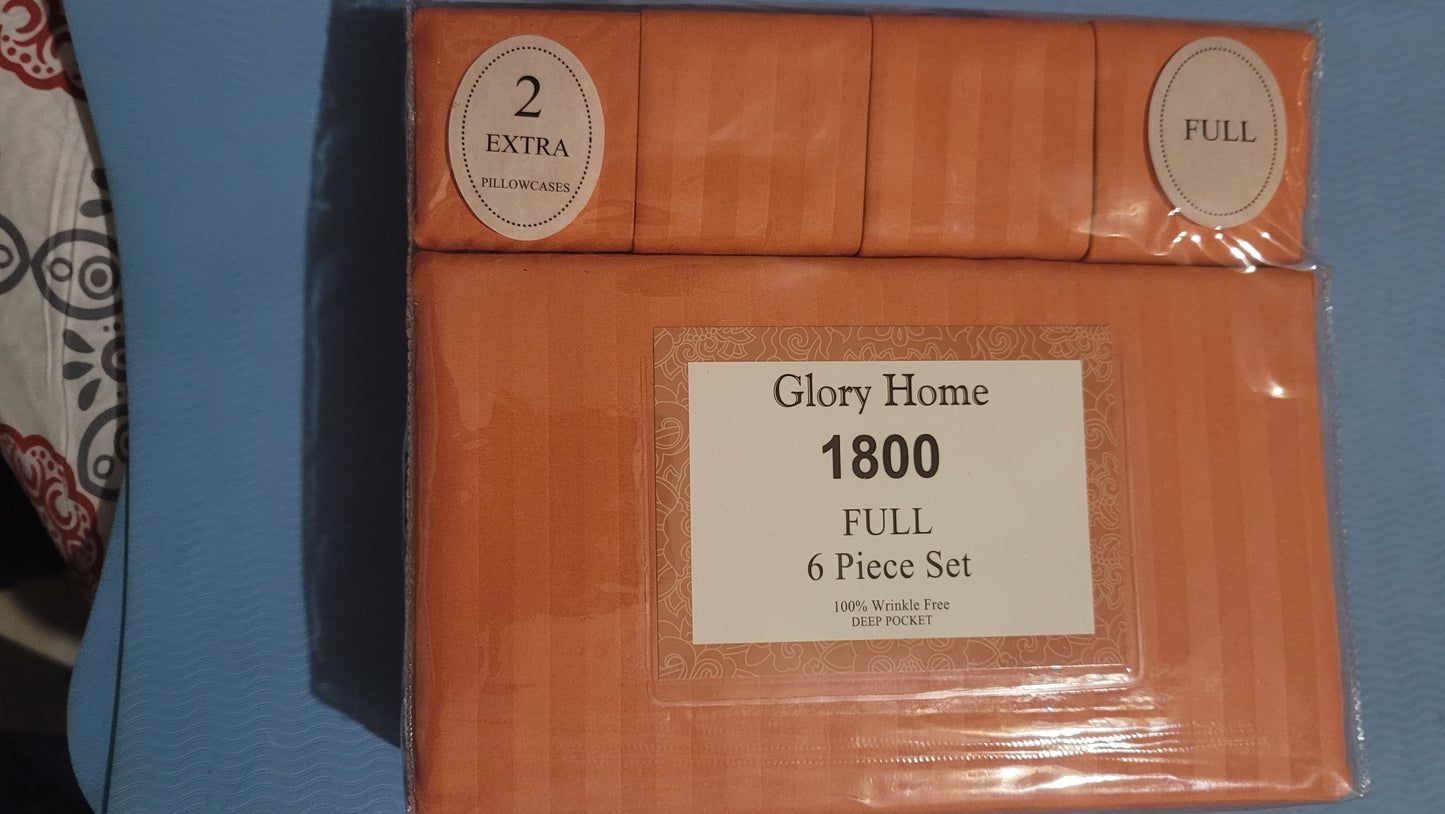 2
EXTRA
PILLOWCASES
FULL
Glory Home
1800
FULL
6 Piece Set
100% Wrinkle Free
DEEP POCKET